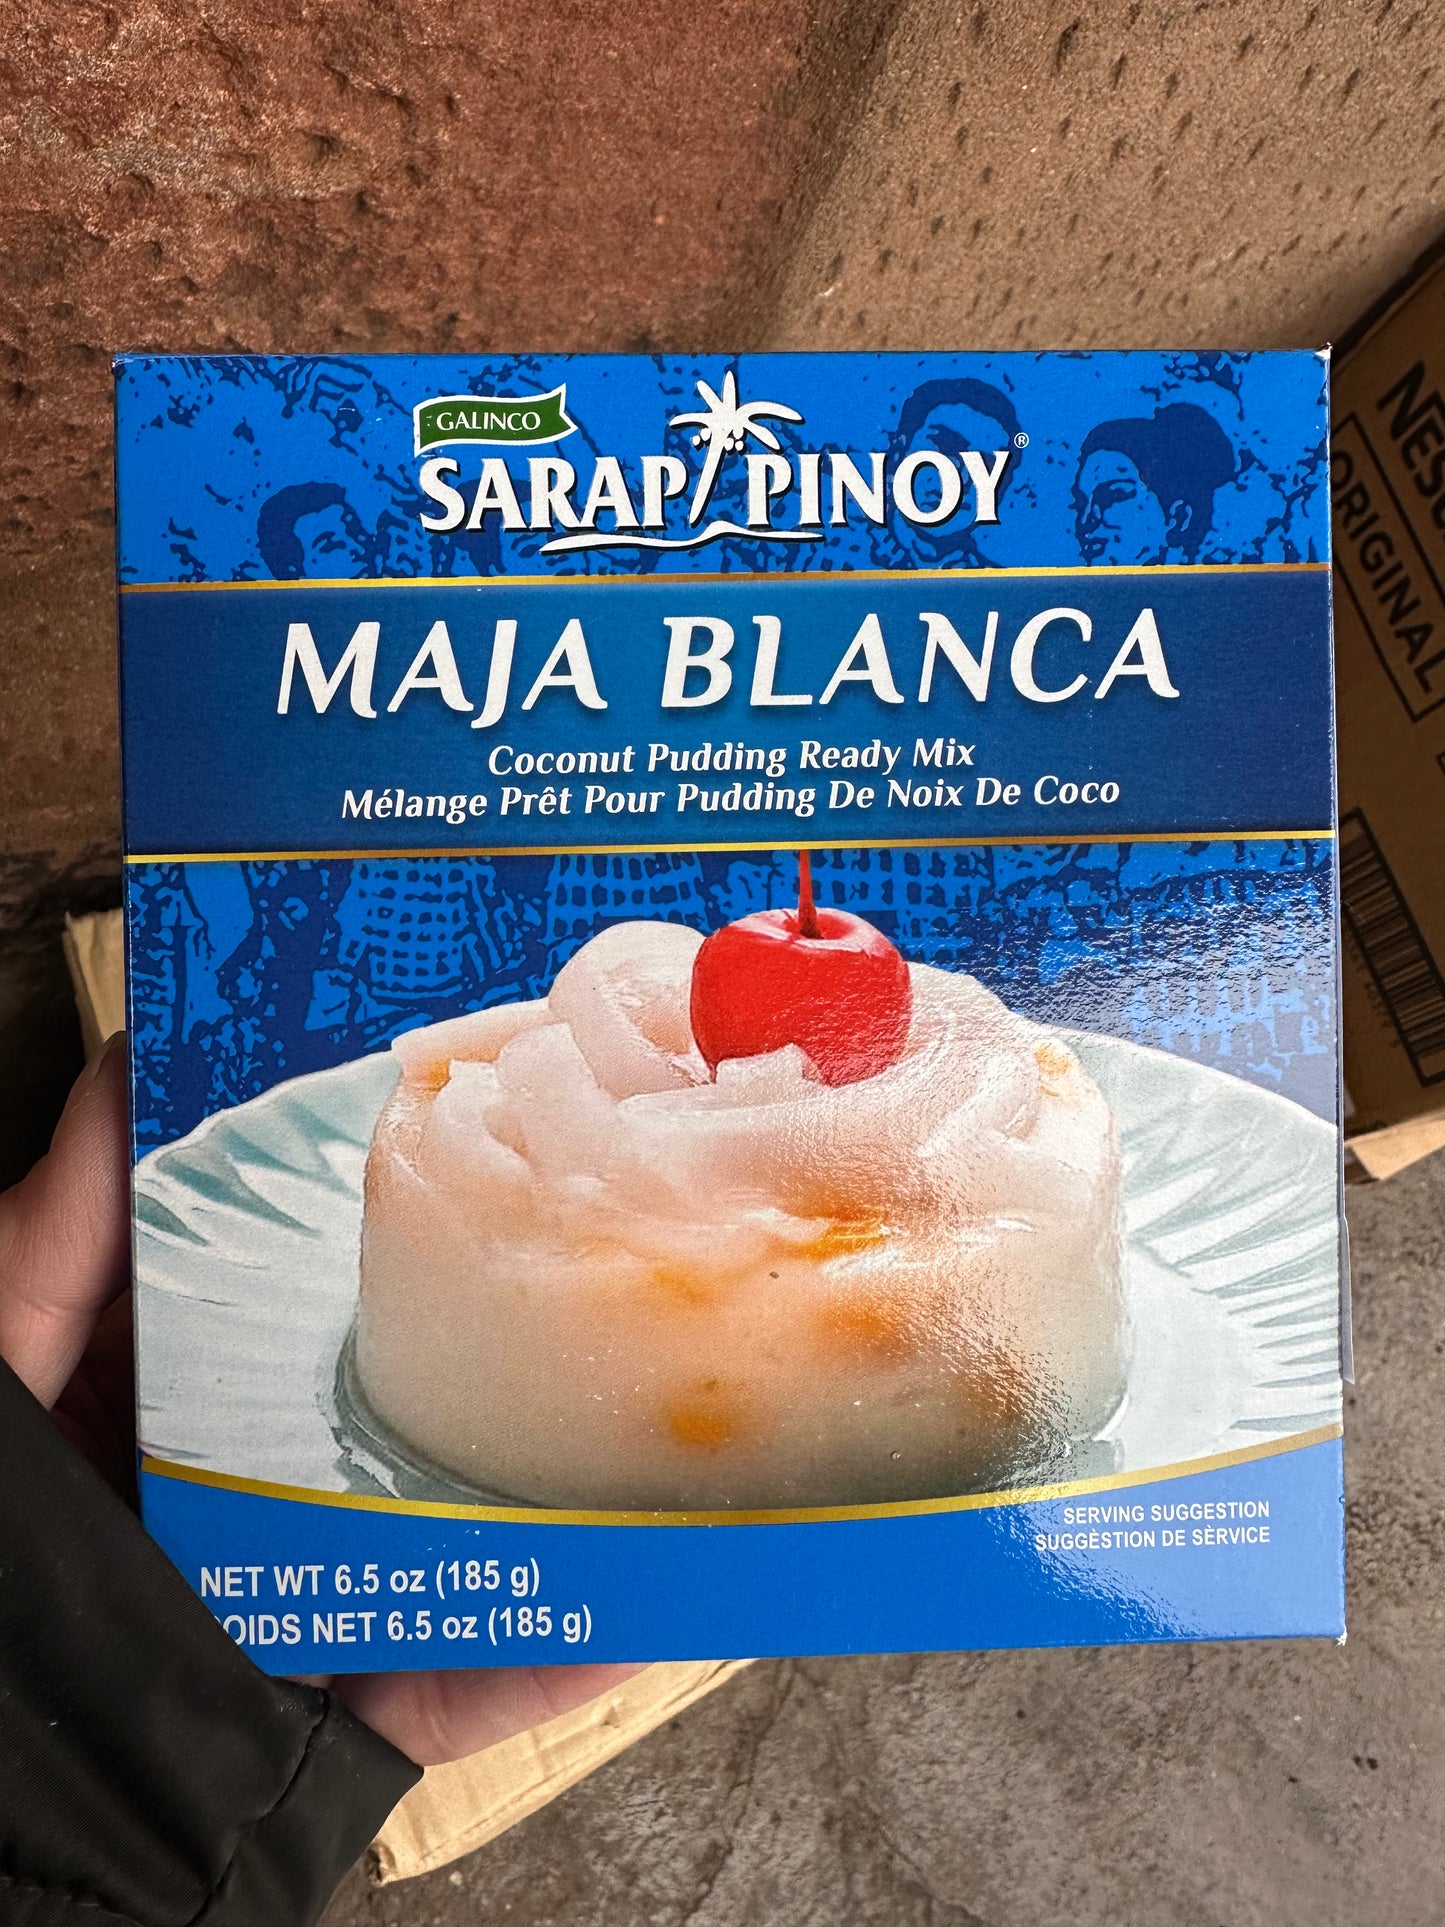 GALINCO
SARAP PINOY®
MAJA BLANCA
Coconut Pudding Ready Mix
Mélange Prêt Pour Pudding De Noix De Coco
SERVING SUGGESTION
SUGGÈSTION DE SÈRVICE
NET WT 6.5 oz (185 g)
NET 6.5 oz (185 g)
ORIGINAL